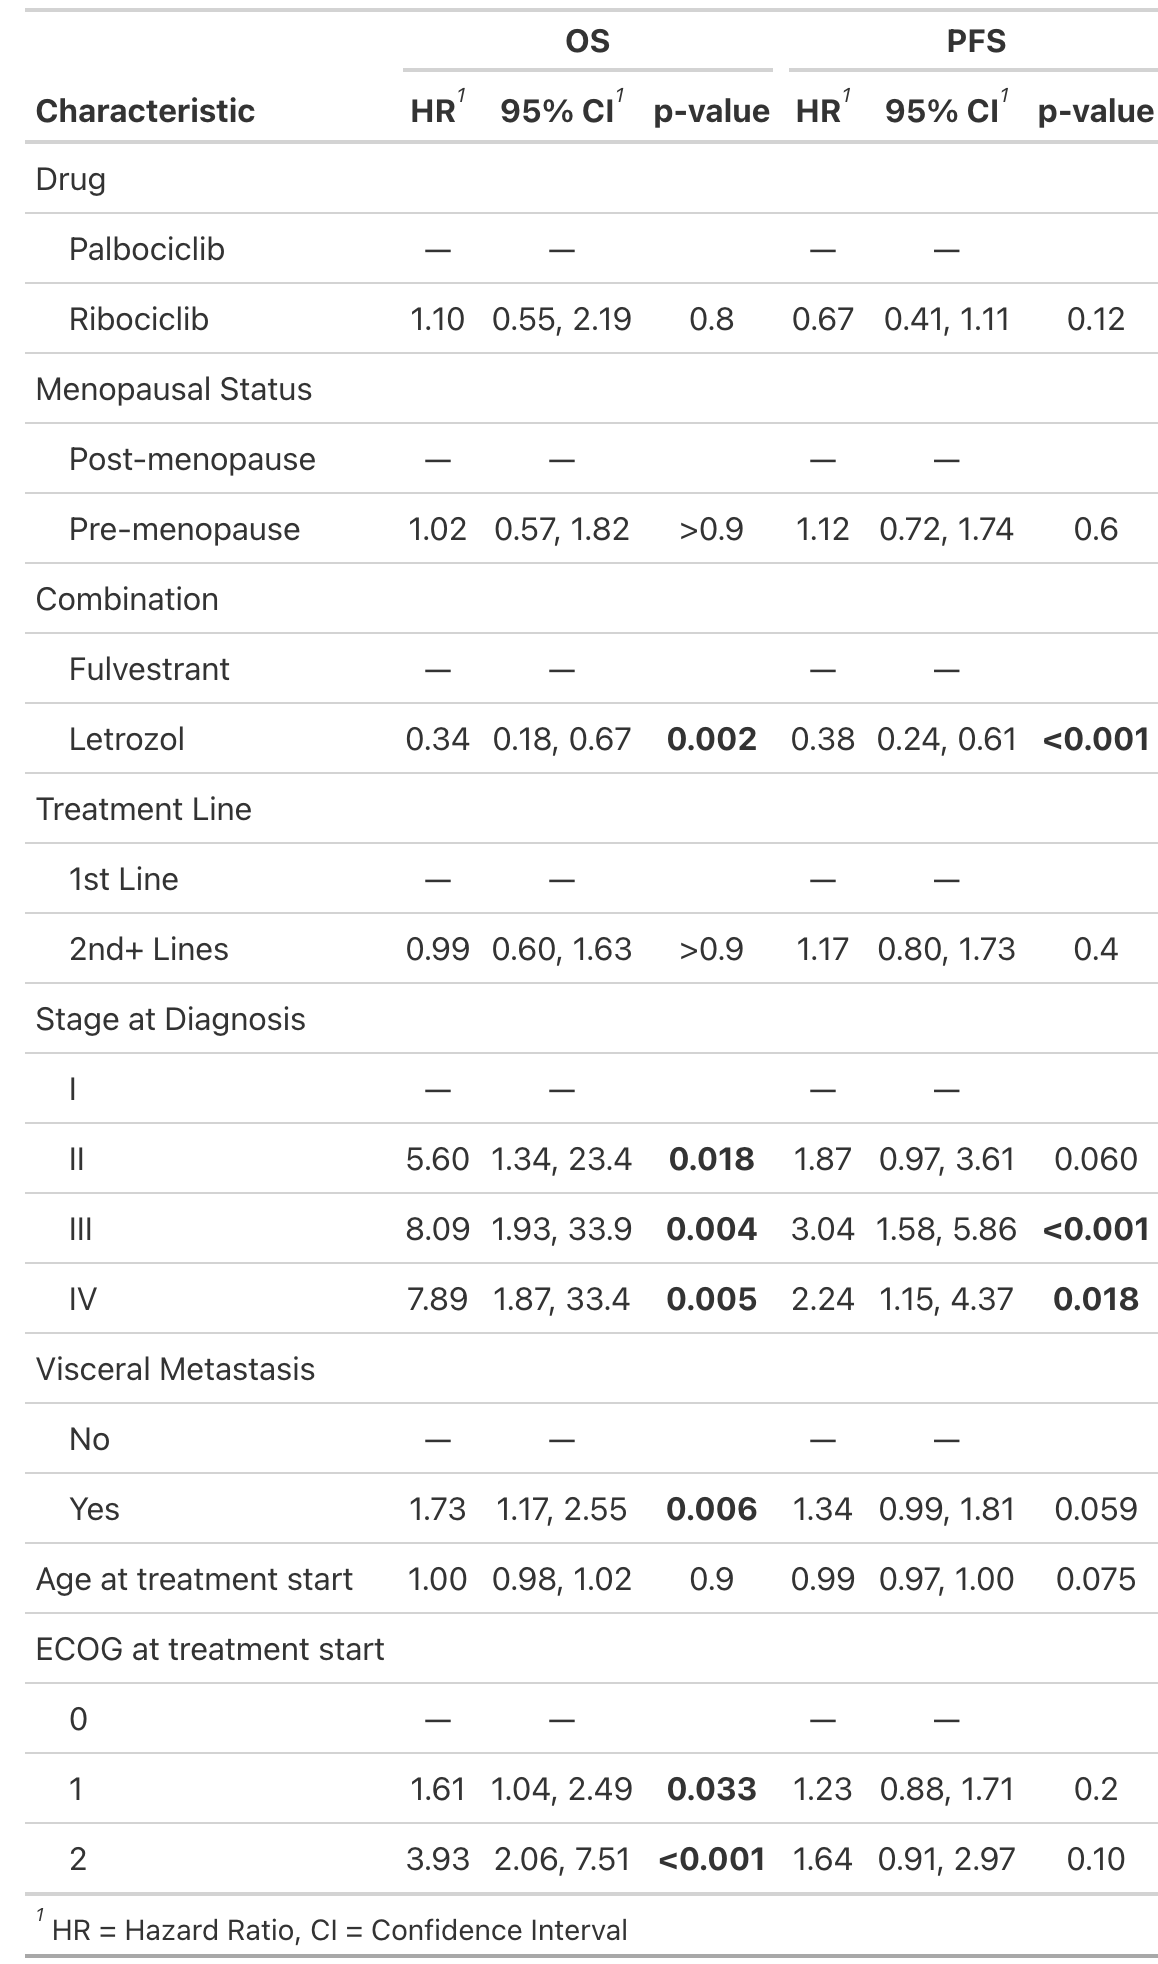 OS PFS
Characteristic HR1 95% CI1 p-value HR1 95% CI1 p-value
Drug
Palbociclib — — — —
Ribociclib 1.10 0.55, 2.19 0.8 0.67 0.41, 1.11 0.12
Menopausal Status
Post-menopause — — — —
Pre-menopause 1.02 0.57, 1.82 >0.9 1.12 0.72, 1.74 0.6
Combination
Fulvestrant — — — —
Letrozol 0.34 0.18, 0.67 0.002 0.38 0.24, 0.61 <0.001
Treatment Line
1st Line — — — —
2nd+ Lines 0.99 0.60, 1.63 >0.9 1.17 0.80, 1.73 0.4
Stage at Diagnosis
I — — — —
II 5.60 1.34, 23.4 0.018 1.87 0.97, 3.61 0.060
III 8.09 1.93, 33.9 0.004 3.04 1.58, 5.86 <0.001
IV 7.89 1.87, 33.4 0.005 2.24 1.15, 4.37 0.018
Visceral Metastasis
No — — — —
Yes 1.73 1.17, 2.55 0.006 1.34 0.99, 1.81 0.059
Age at treatment start 1.00 0.98, 1.02 0.9 0.99 0.97, 1.00 0.075
ECOG at treatment start
0 — — — —
1 1.61 1.04, 2.49 0.033 1.23 0.88, 1.71 0.2
2 3.93 2.06, 7.51 <0.001 1.64 0.91, 2.97 0.10
1 HR = Hazard Ratio, CI = Confidence Interval